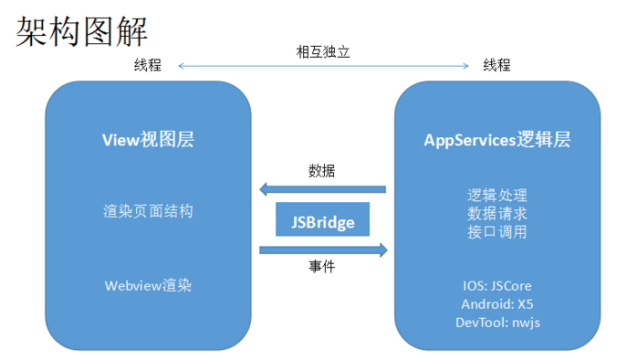 架构图解
相互独立
线程
线程
View视图层
渲染页面结构
Webview渲染
数据
JSBridge
事件
AppServices逻辑层
逻辑处理
数据请求
接口调用
IOS: JSCore
Android: X5
DevTool: nwjs